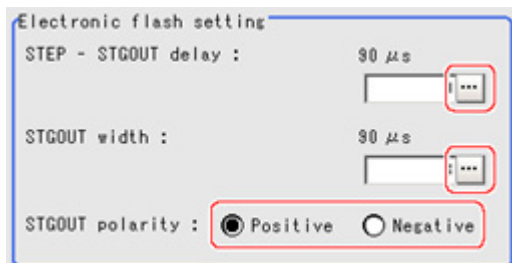 Electronic flash setting
STEP - STGOUT delay : 90 μs
...
STGOUT width : 90 μs
...
STGOUT polarity : Positive Negative